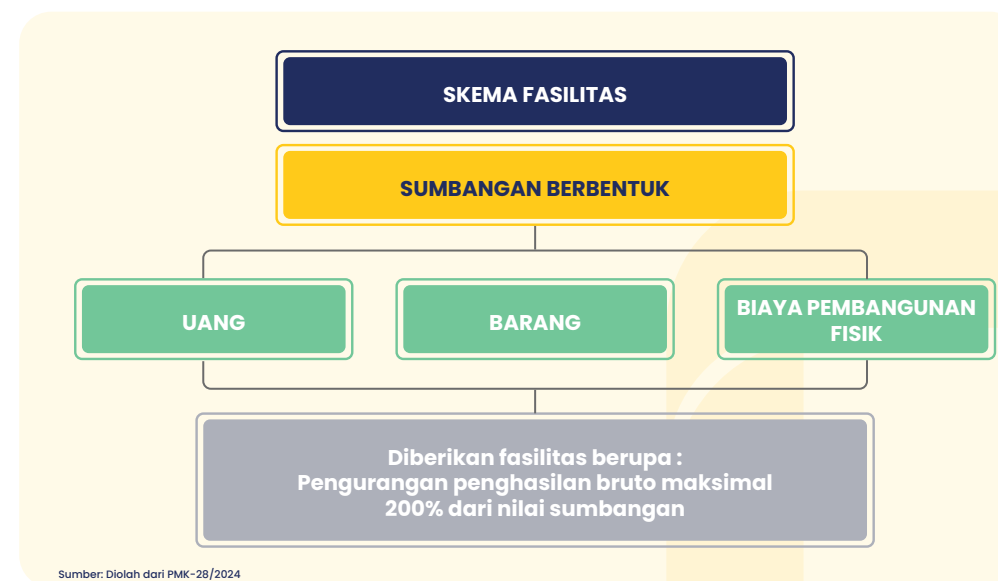 SKEMA FASILITAS
SUMBANGAN BERBENTUK
UANG
BARANG
BIAYA PEMBANGUNAN
FISIK
Diberikan fasilitas berupa :
Pengurangan penghasilan bruto maksimal
200% dari nilai sumbangan
Sumber: Diolah dari PMK-28/2024